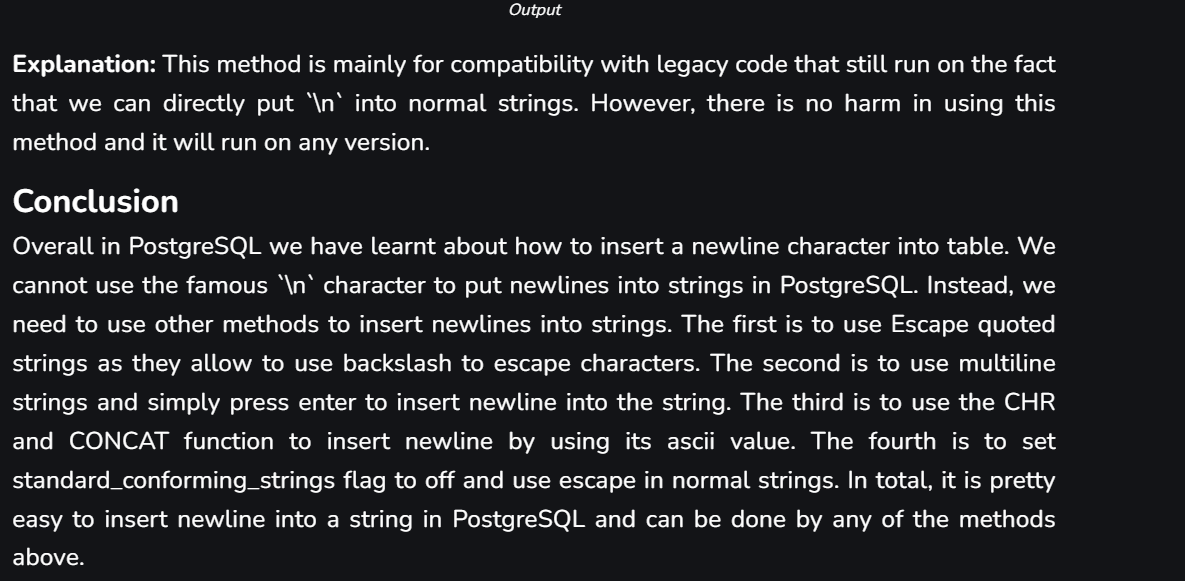 Output
Explanation: This method is mainly for compatibility with legacy code that still run on the fact
that we can directly put `\n` into normal strings. However, there is no harm in using this
method and it will run on any version.
Conclusion
Overall in PostgreSQL we have learnt about how to insert a newline character into table. We
cannot use the famous `\n` character to put newlines into strings in PostgreSQL. Instead, we
need to use other methods to insert newlines into strings. The first is to use Escape quoted
strings as they allow to use backslash to escape characters. The second is to use multiline
strings and simply press enter to insert newline into the string. The third is to use the CHR
and CONCAT function to insert newline by using its ascii value. The fourth is to set
standard_conforming_strings flag to off and use escape in normal strings. In total, it is pretty
easy to insert newline into a string in PostgreSQL and can be done by any of the methods
above.